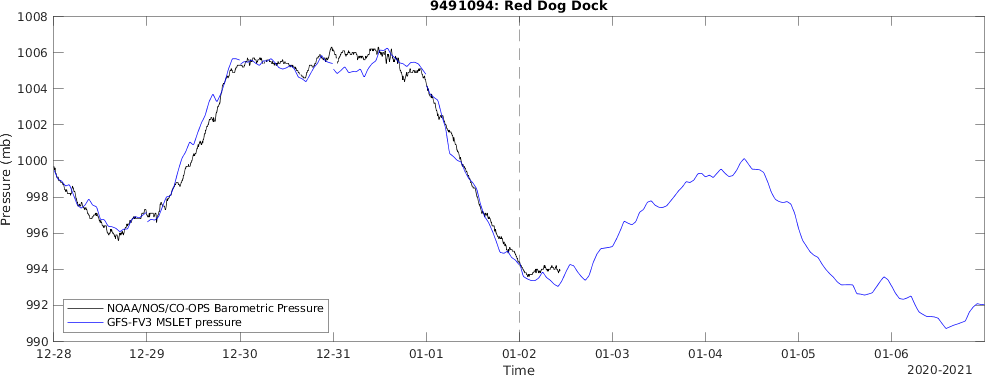 9491094: Red Dog Dock
1008
1006
1004
1002
1000
998
996
994
992
990
Pressure (mb)
NOAA/NOS/CO-OPS Barometric Pressure
GFS-FV3 MSLET pressure
12-28 12-29 12-30 12-31 01-01 01-02 01-03 01-04 01-05 01-06
Time
2020-2021